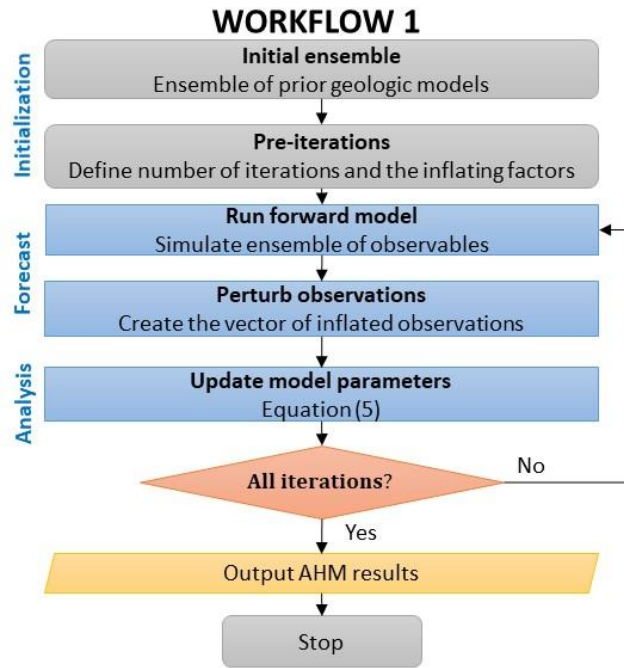 WORKFLOW 1
Initialization
Initial ensemble
Ensemble of prior geologic models
Pre-iterations
Define number of iterations and the inflating factors
Forecast
Run forward model
Simulate ensemble of observables
Perturb observations
Create the vector of inflated observations
Analysis
Update model parameters
Equation (5)
All iterations?
No
Yes
Output AHM results
Stop